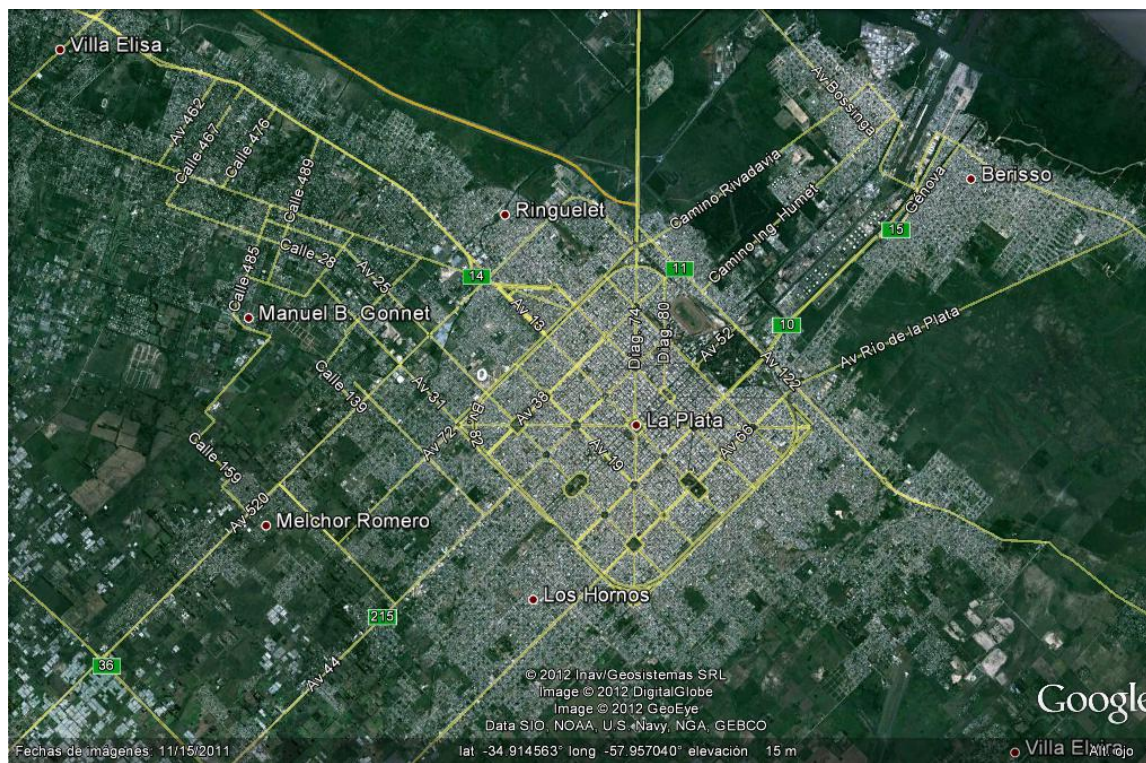 Villa Elisa
Av 462
Calle 467
Calle 476
Calle 489
Ringuelet
Av Bossinga
Camino Rivadavia
Génova
Berisso
15
Camino Ing. Humet
Calle 28
Calle 485
Av 25
14
11
Manuel B. Gonnet
Av 13
Diag. 74
Diag. 80
Av 52
10
Av Río de la Plata
Av 122
Calle 139
Av 31
Av 38
La Plata
Av 72
Av 19
Av 66
Calle 159
Av 520
Melchor Romero
Los Hornos
215
36
Av 44
© 2012 Inav/Geosistemas SRL
Image © 2012 DigitalGlobe
Image © 2012 GeoEye
Data SIO, NOAA, U.S. Navy, NGA, GEBCO
Google
Fechas de imágenes: 11/15/2011
lat -34.914563° long -57.957040° elevación 15 m
Villa Elvira
Alt. ojo